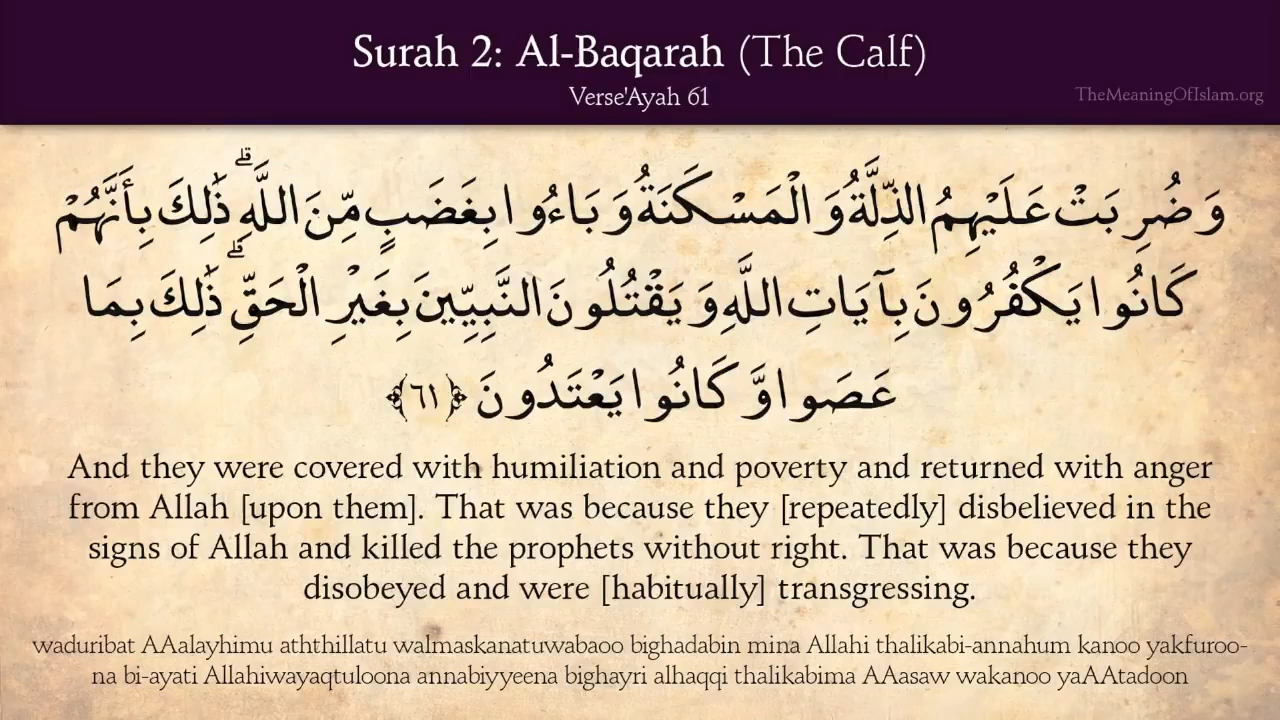 Surah 2: Al-Baqarah (The Calf)
Verse'Ayah 61
TheMeaningOfIslam.org
وَضُرِبَتْ عَلَيْهِمُ الذِّلَّةُ وَالْمَسْكَنَةُ وَبَاءُوا بِغَضَبٍ مِّنَ اللَّهِ ۗ ذَٰلِكَ بِأَنَّهُمْ
كَانُوا يَكْفُرُونَ بِآيَاتِ اللَّهِ وَيَقْتُلُونَ النَّبِيِّينَ بِغَيْرِ الْحَقِّ ۗ ذَٰلِكَ بِمَا
عَصَوا وَّكَانُوا يَعْتَدُونَ ﴿٦١﴾
And they were covered with humiliation and poverty and returned with anger
from Allah [upon them]. That was because they [repeatedly] disbelieved in the
signs of Allah and killed the prophets without right. That was because they
disobeyed and were [habitually] transgressing.
waduribat AAalayhimu aththillatu walmaskanatuwabaoo bighadabin mina Allahi thalikabi-annahum kanoo yakfuroo-
na bi-ayati Allahiwayaqtuloona annabiyyeena bighayri alhaqqi thalikabima AAasaw wakanoo yaAAtadoon